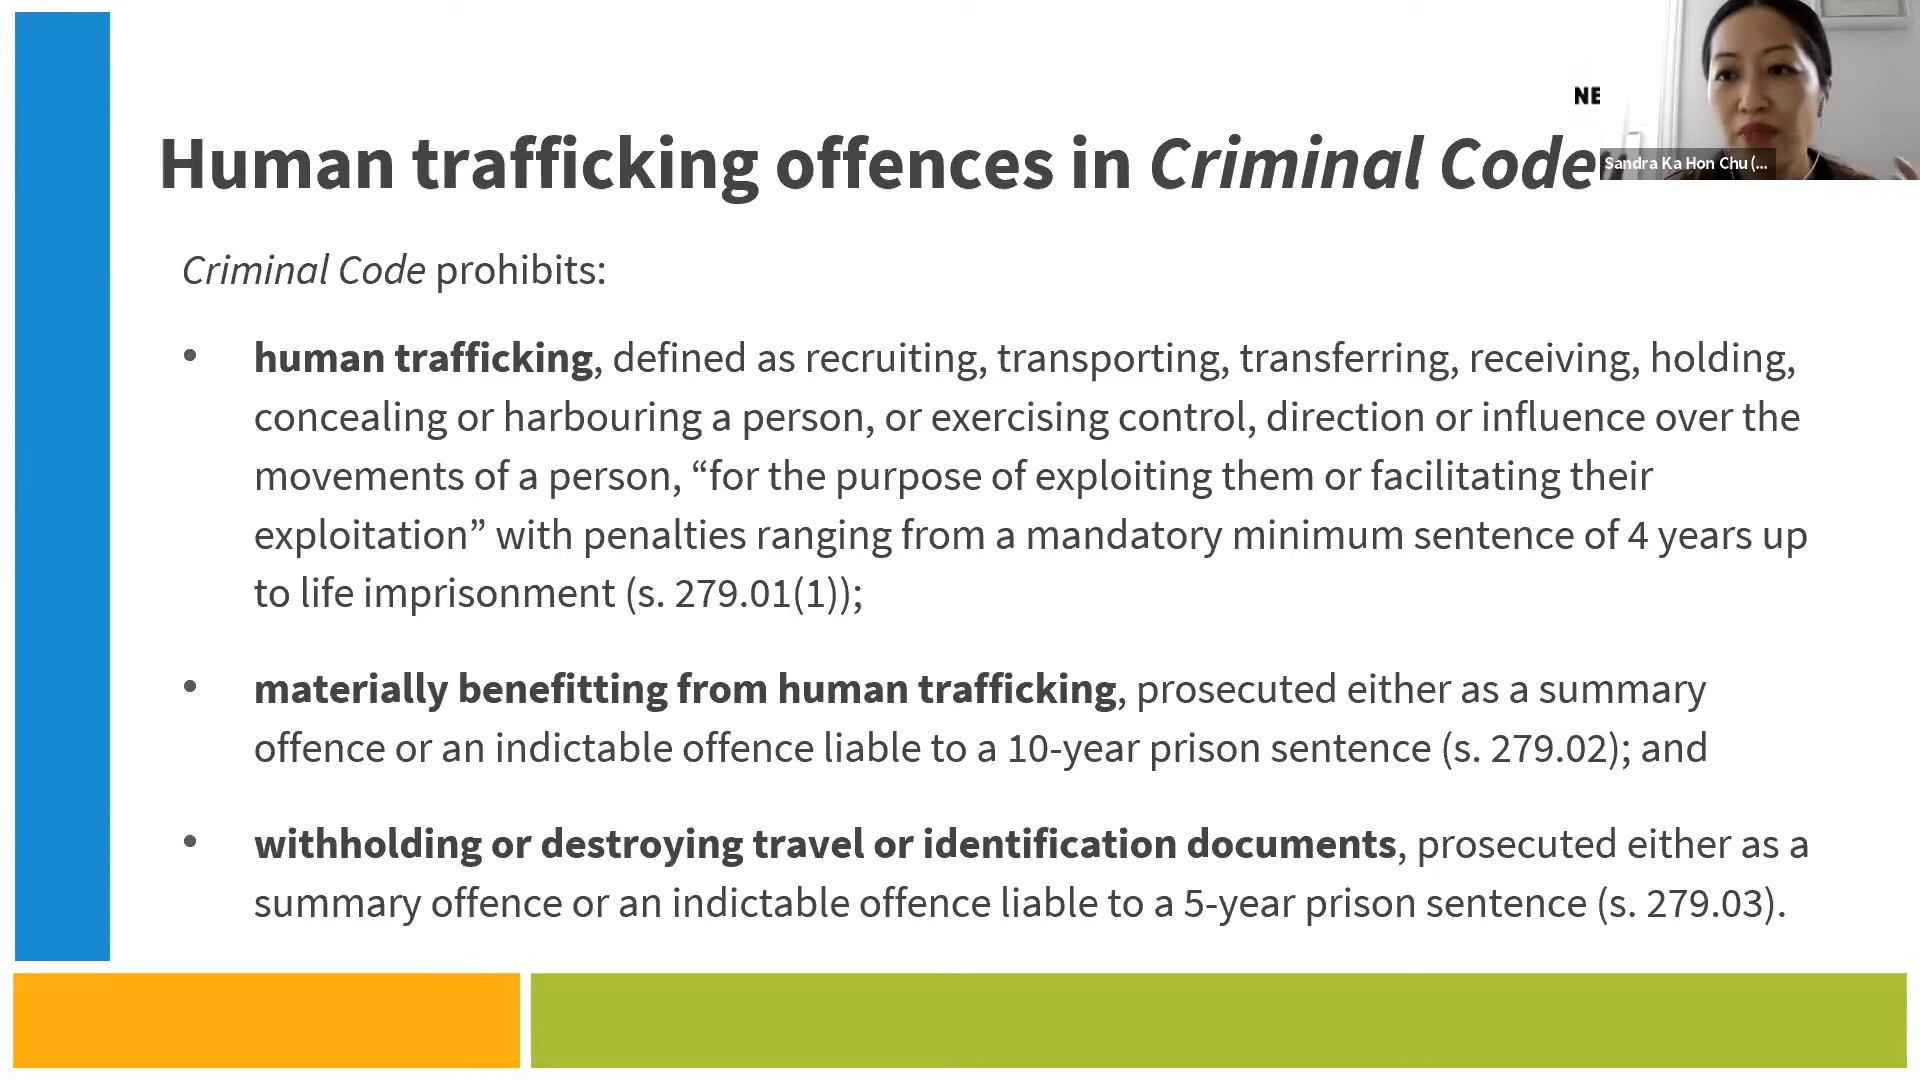 NE
Human trafficking offences in Criminal Code
Sandra Ka Hon Chu (...
Criminal Code prohibits:
• human trafficking, defined as recruiting, transporting, transferring, receiving, holding,
concealing or harbouring a person, or exercising control, direction or influence over the
movements of a person, “for the purpose of exploiting them or facilitating their
exploitation” with penalties ranging from a mandatory minimum sentence of 4 years up
to life imprisonment (s. 279.01(1));
• materially benefitting from human trafficking, prosecuted either as a summary
offence or an indictable offence liable to a 10-year prison sentence (s. 279.02); and
• withholding or destroying travel or identification documents, prosecuted either as a
summary offence or an indictable offence liable to a 5-year prison sentence (s. 279.03).